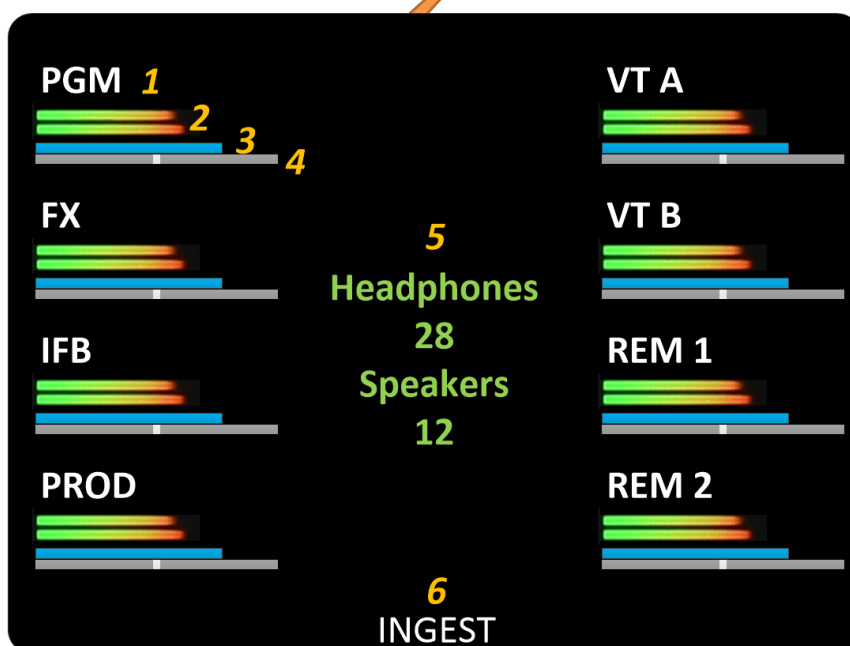 PGM 1
2
3
4
FX
IFB
PROD
5
Headphones
28
Speakers
12
6
INGEST
VT A
VT B
REM 1
REM 2